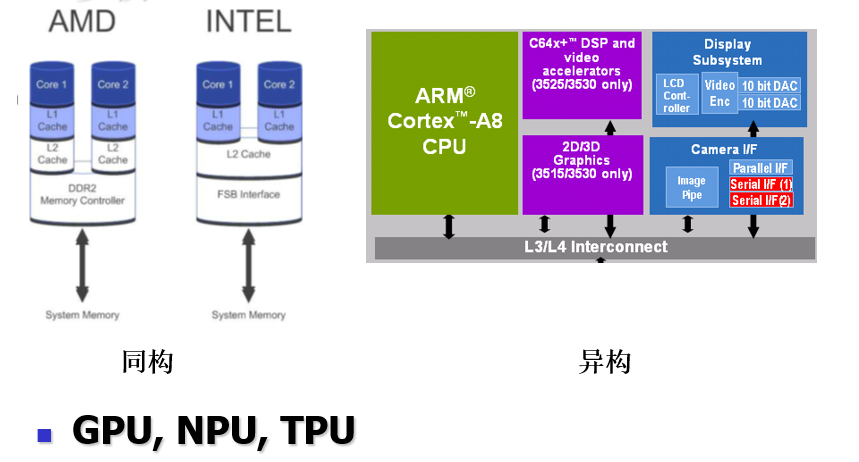 AMD
INTEL
Core 1
Core 2
L1
Cache
L1
Cache
L2
Cache
L2
Cache
DDR2
Memory Controller
System Memory
Core 1
Core 2
L1
Cache
L1
Cache
L2 Cache
FSB Interface
System Memory
同构
ARM®
Cortex™-A8
CPU
C64x+™ DSP and
video
accelerators
(3525/3530 only)
2D/3D
Graphics
(3515/3530 only)
Display
Subsystem
LCD
Cont-
roller
Video
Enc
10 bit DAC
10 bit DAC
Camera I/F
Image
Pipe
Parallel I/F
Serial I/F (1)
Serial I/F(2)
L3/L4 Interconnect
异构
GPU, NPU, TPU